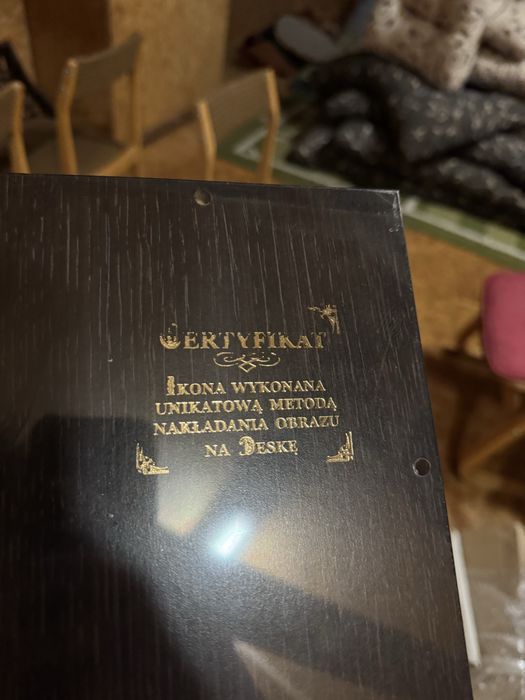 CERTYFIKAT
IKONA WYKONANA
UNIKATOWĄ METODĄ
NAKŁADANIA OBRAZU
NA DESKĘ